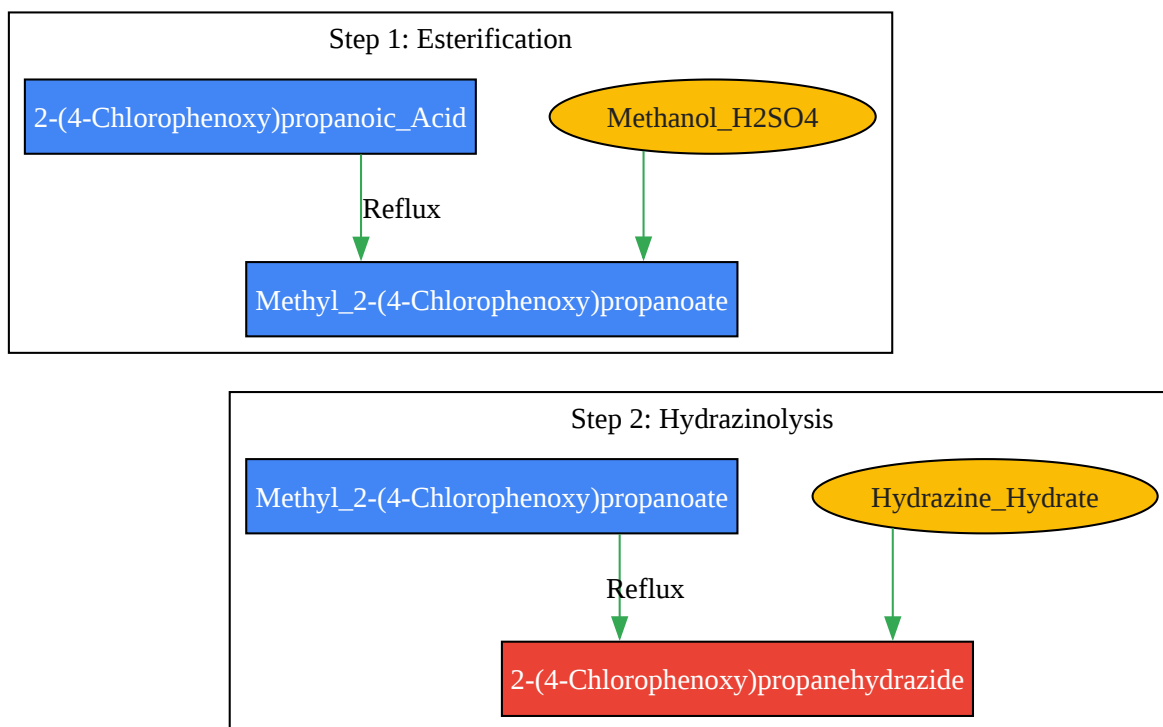 Step 1: Esterification
2-(4-Chlorophenoxy)propanoic_Acid
Methanol_H2SO4
Reflux
Methyl_2-(4-Chlorophenoxy)propanoate
Step 2: Hydrazinolysis
Methyl_2-(4-Chlorophenoxy)propanoate
Hydrazine_Hydrate
Reflux
2-(4-Chlorophenoxy)propanehydrazide